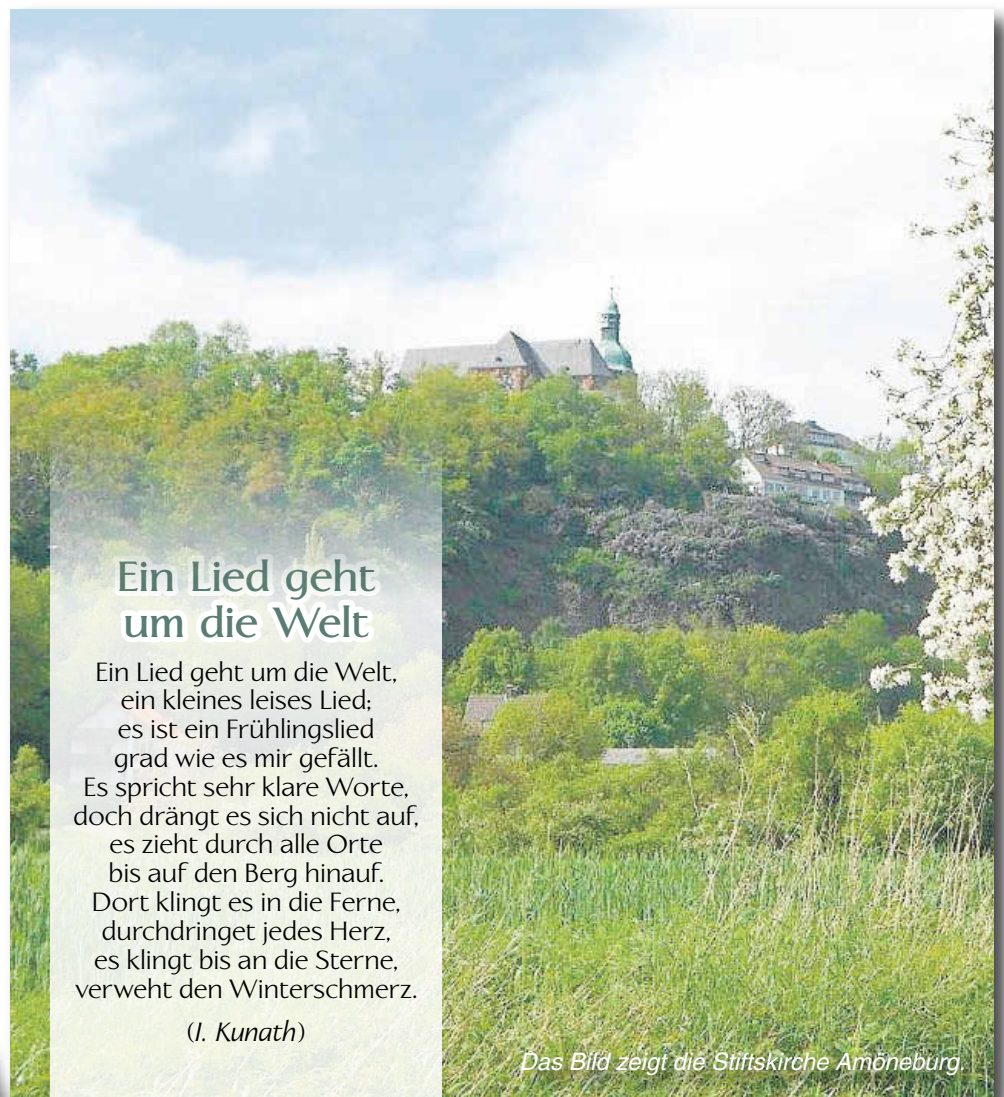 Ein Lied geht
um die Welt
Ein Lied geht um die Welt,
ein kleines leises Lied;
es ist ein Frühlingslied
grad wie es mir gefällt.
Es spricht sehr klare Worte,
doch drängt es sich nicht auf,
es zieht durch alle Orte
bis auf den Berg hinauf.
Dort klingt es in die Ferne,
durchdringet jedes Herz,
es klingt bis an die Sterne,
verweht den Winterschmerz.
(I. Kunath)
Das Bild zeigt die Stiftskirche Amöneburg.